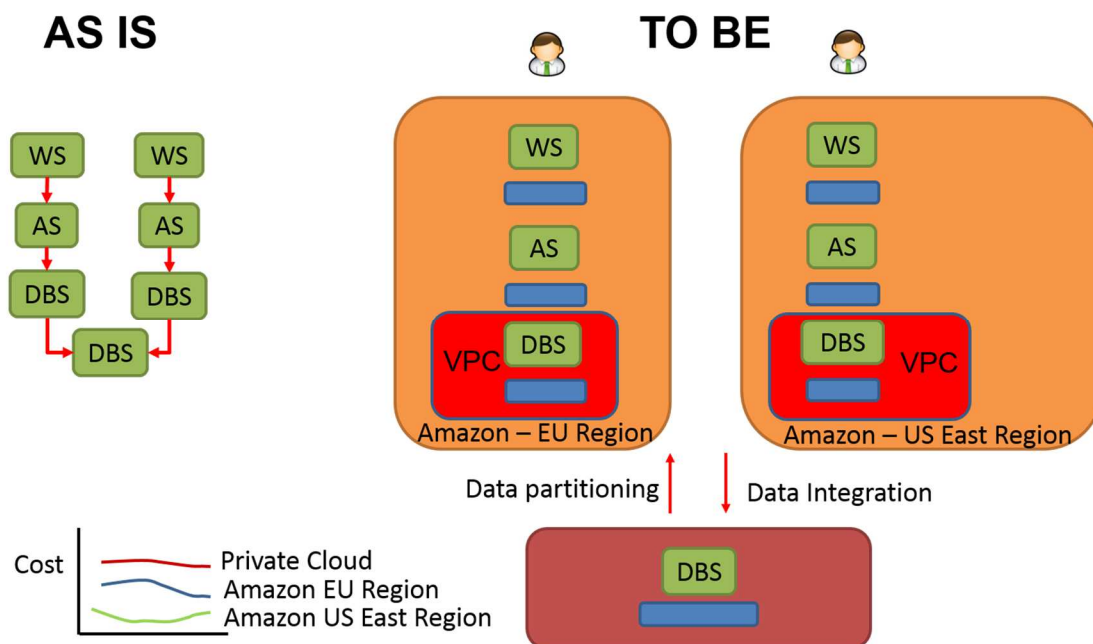 AS IS
TO BE
WS
WS
AS
AS
DBS
DBS
DBS
WS
AS
DBS
VPC
Amazon – EU Region
WS
AS
DBS
VPC
Amazon – US East Region
Data partitioning
Data Integration
DBS
Cost
Private Cloud
Amazon EU Region
Amazon US East Region